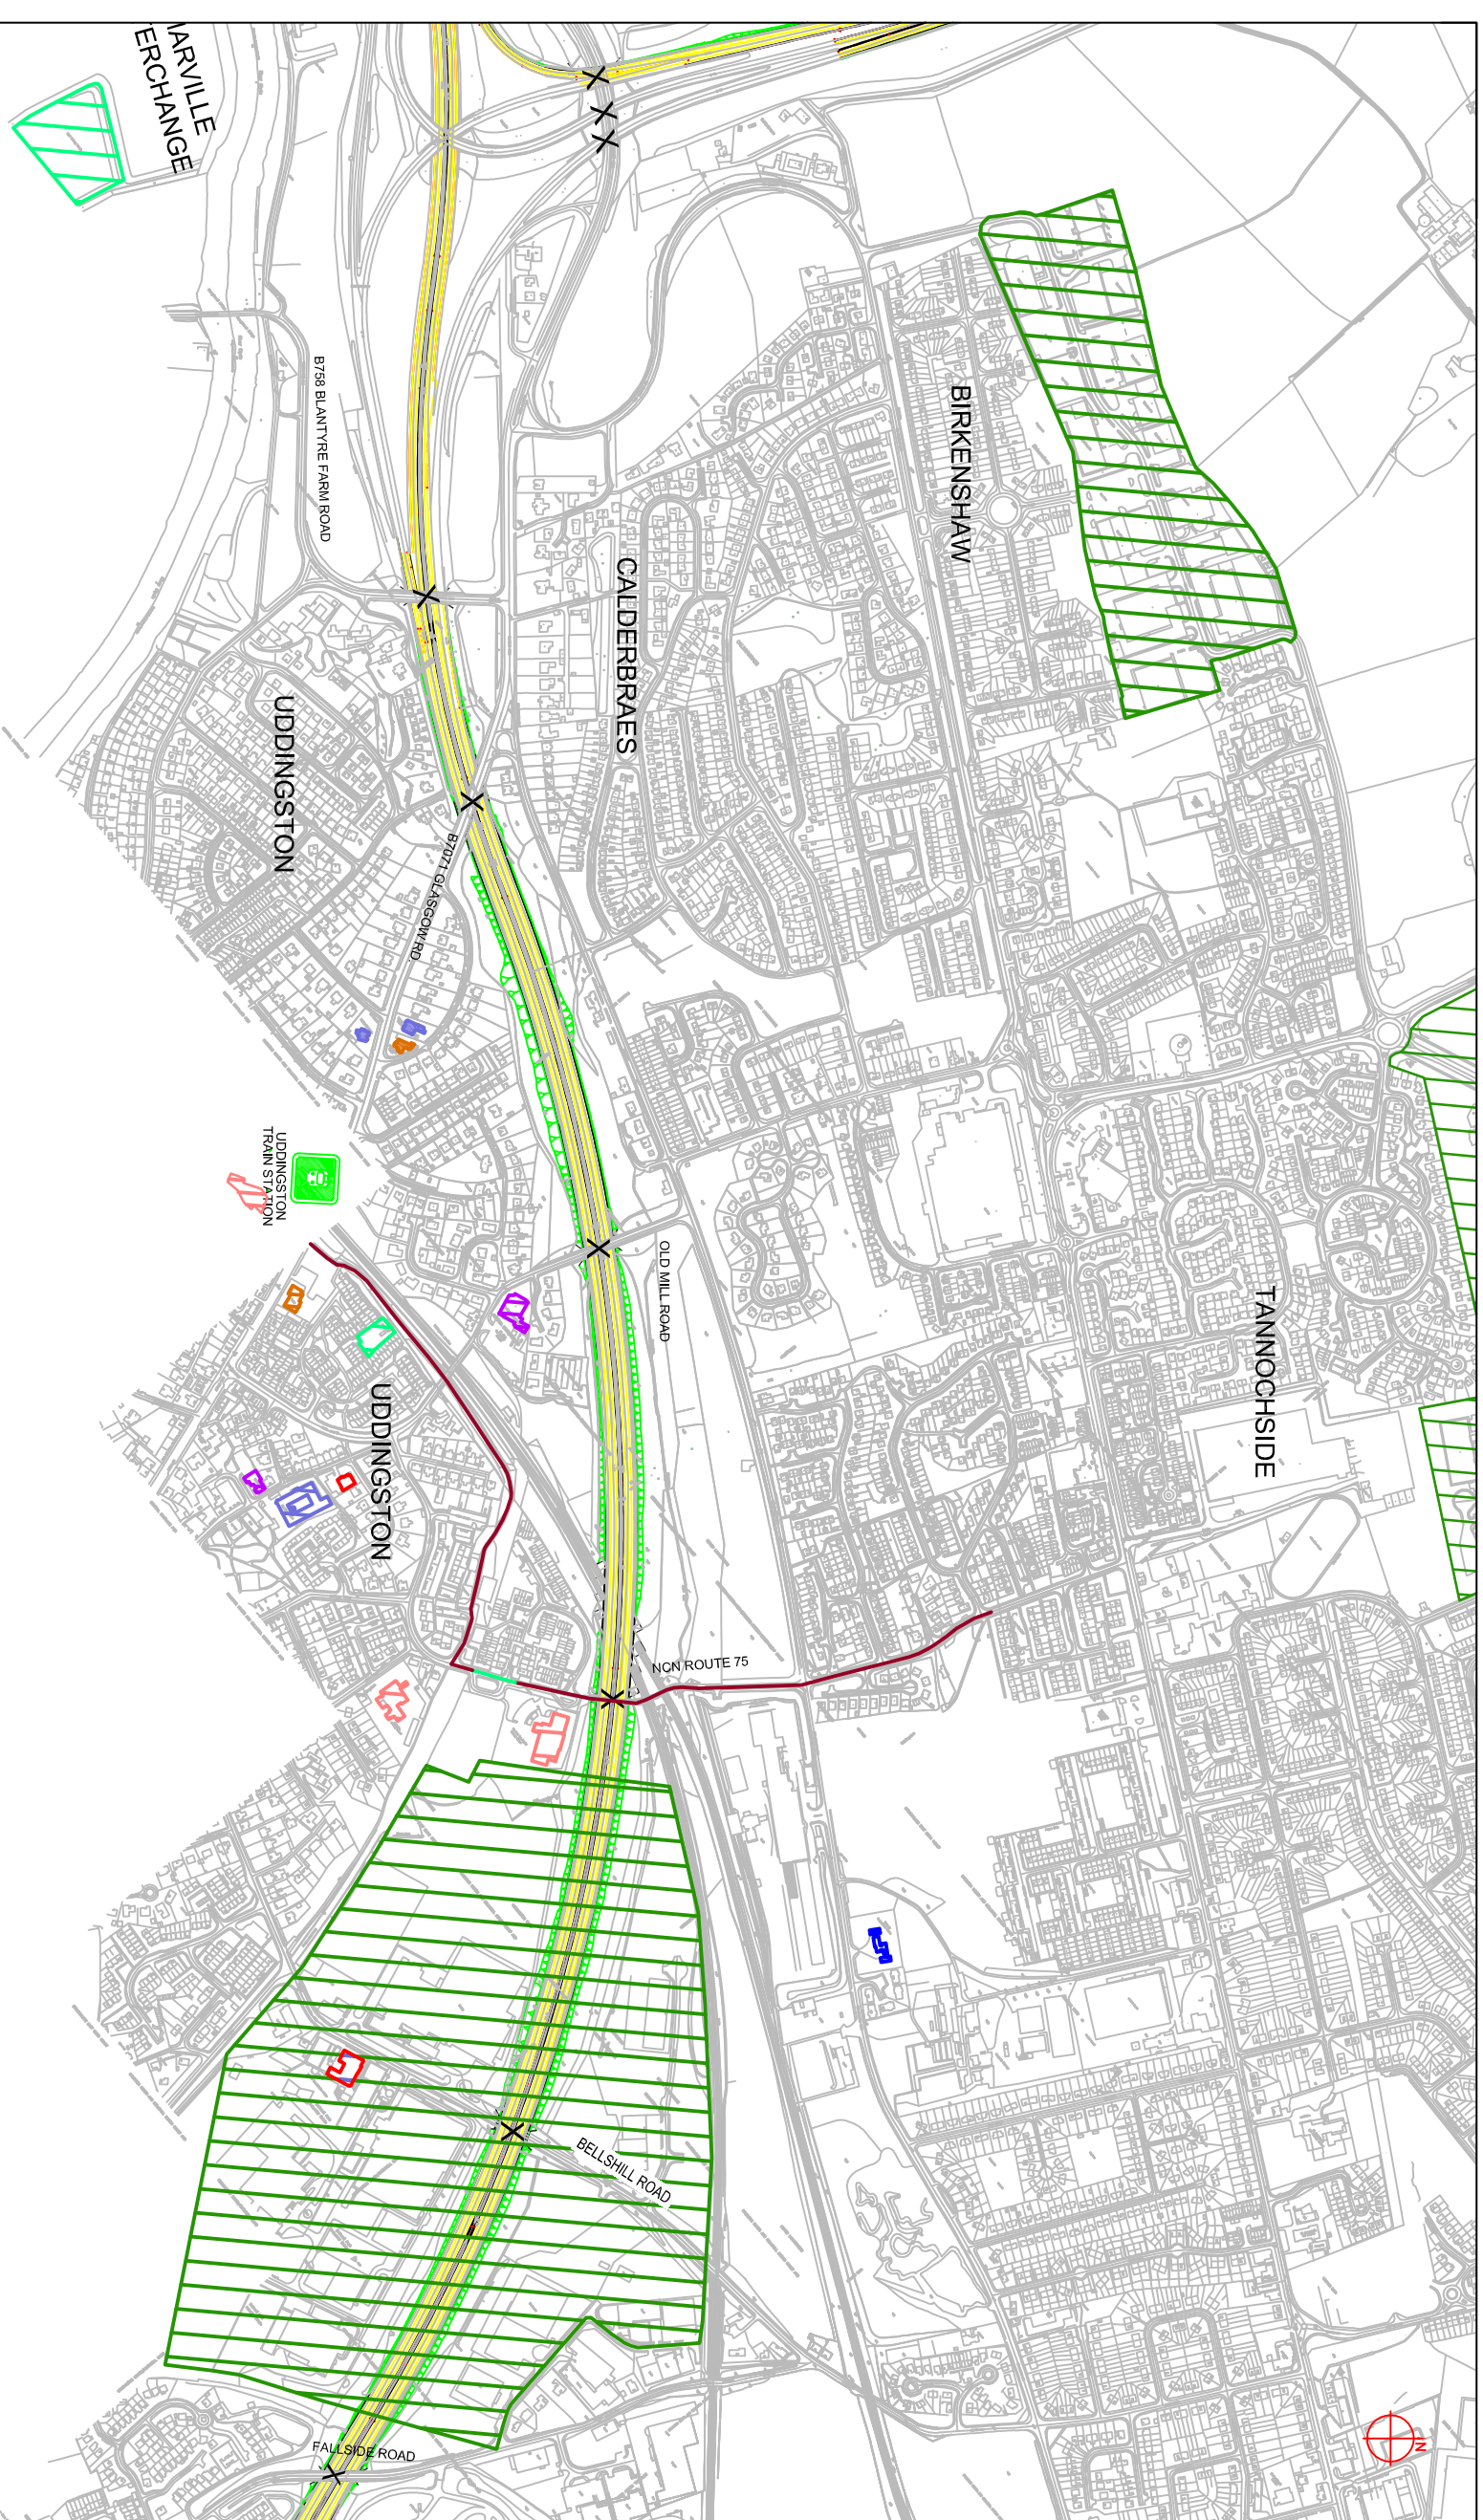 TANNOCHSIDE
BIRKENSHAW
CALDERBRAES
OLD MILL ROAD
NCN ROUTE 75
BELLSHILL ROAD
B7071 GLASGOW RD.
B758 BLANTYRE FARM ROAD
UDDINGSTON
UDDINGSTON
TRAIN STATION
UDDINGSTON
FALLSIDE ROAD
ARVILLE
ERCHANGE
N